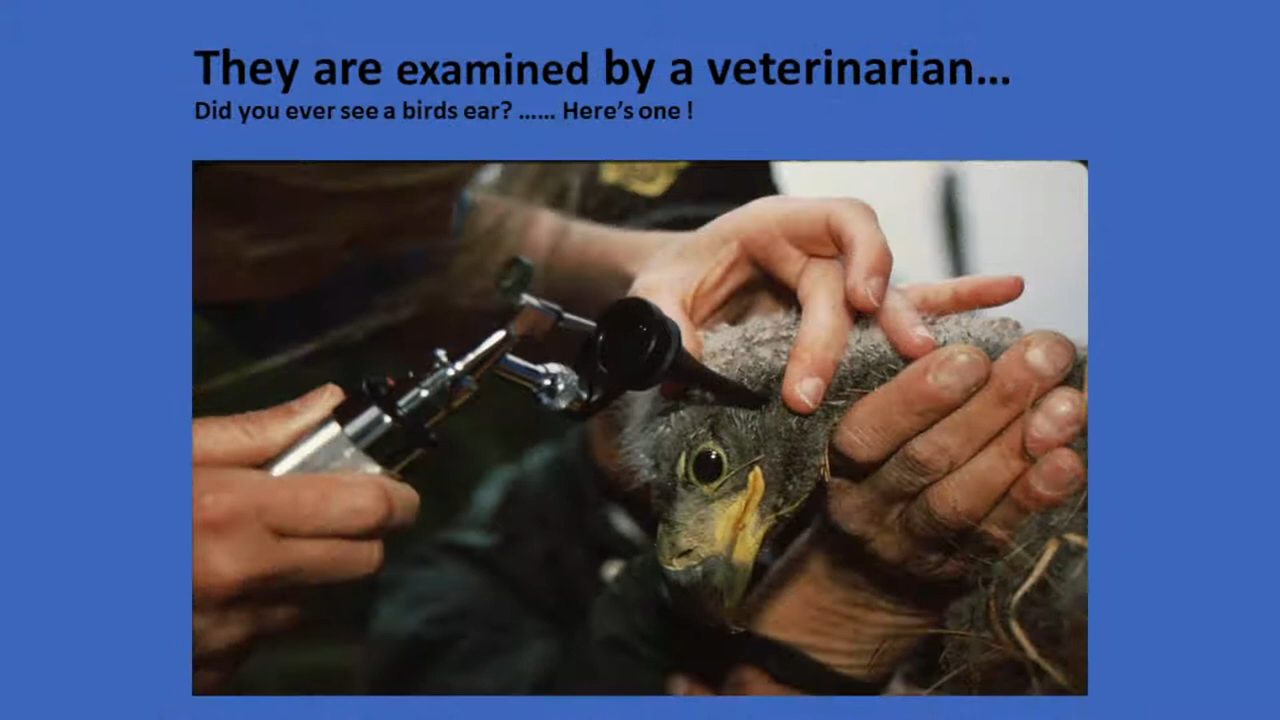 They are examined by a veterinarian...
Did you ever see a birds ear? ...... Here's one !